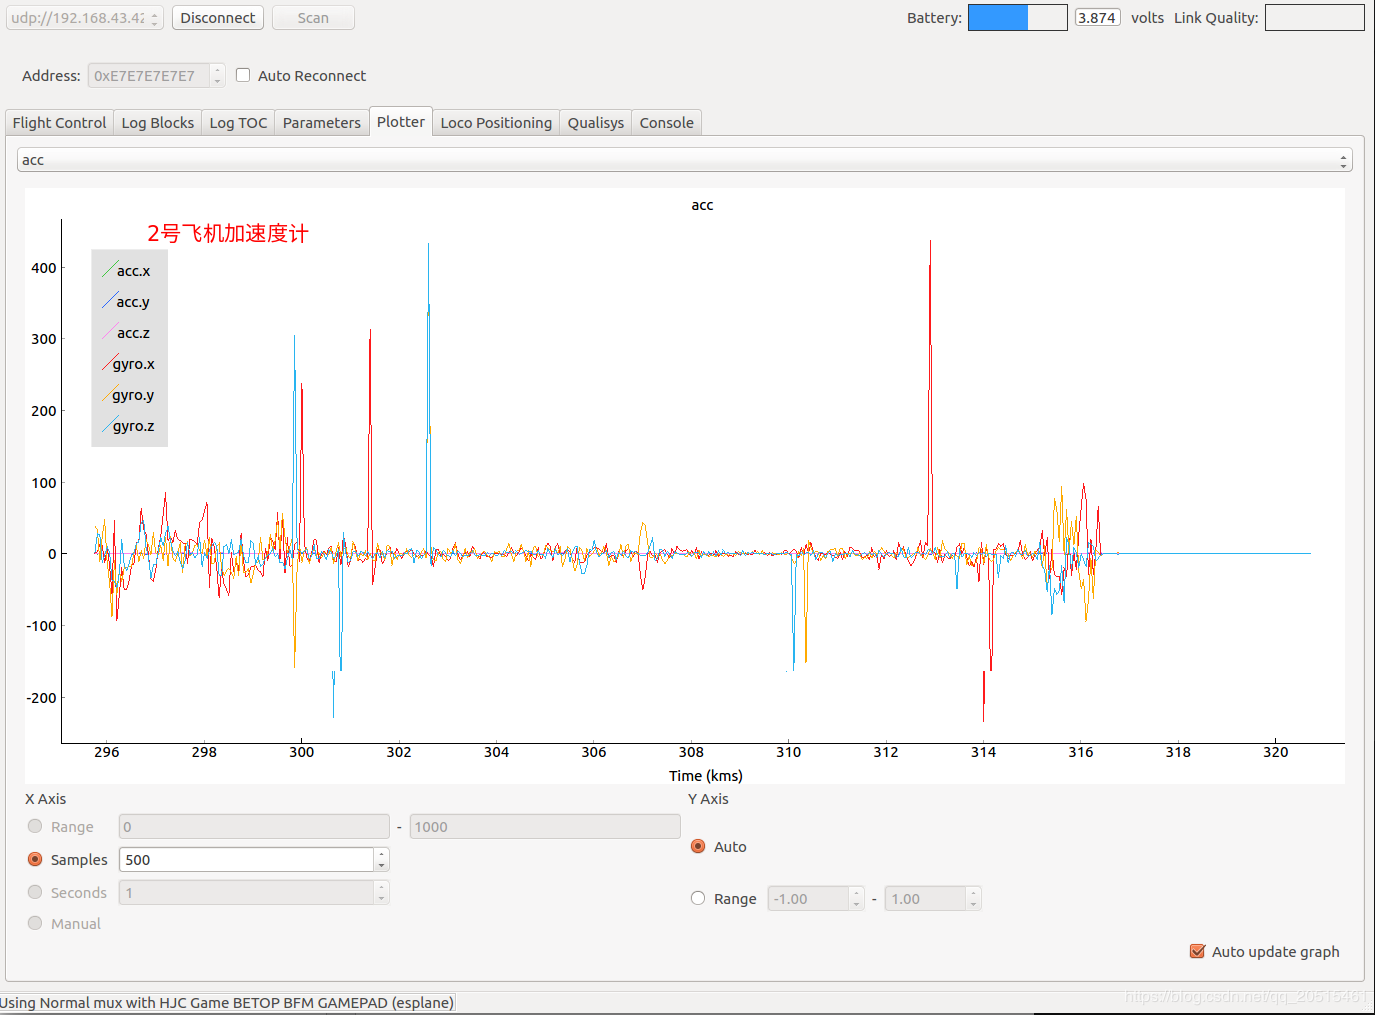 udp://192.168.43.42
Disconnect
Scan
Battery:
3.874
volts
Link Quality:
Address:
0xE7E7E7E7E7
Auto Reconnect
Flight Control
Log Blocks
Log TOC
Parameters
Plotter
Loco Positioning
Qualisys
Console
acc
acc
2号飞机加速度计
acc.x
acc.y
acc.z
gyro.x
gyro.y
gyro.z
400
300
200
100
0
-100
-200
296
298
300
302
304
306
308
310
312
314
316
318
320
Time (kms)
X Axis
Y Axis
Range
0
-
1000
Samples
500
Seconds
1
Manual
Auto
Range
-1.00
-
1.00
Auto update graph
Using Normal mux with HJC Game BETOP BFM GAMEPAD (esplane)
https://blog.csdn.net/qq_20515461